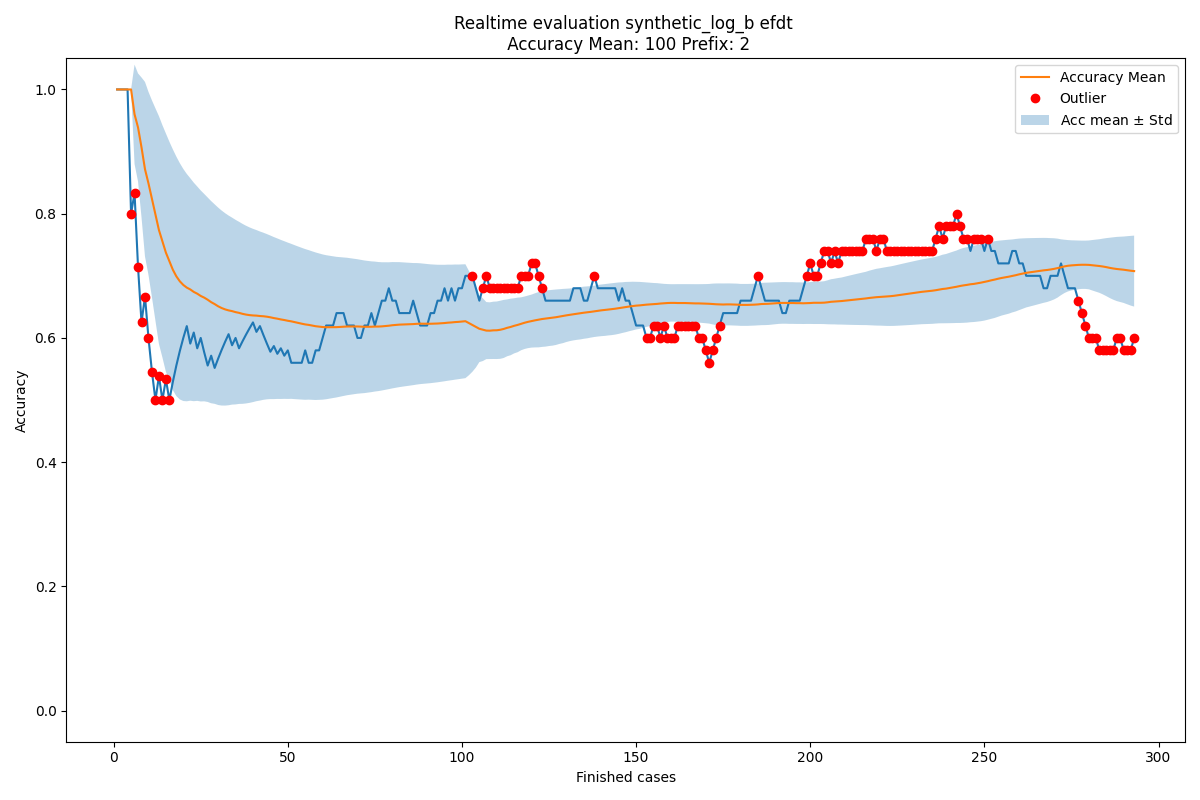 Realtime evaluation synthetic_log_b efdt
Accuracy Mean: 100 Prefix: 2
Accuracy Mean
Outlier
Acc mean ± Std
1.0
0.8
0.6
0.4
0.2
0.0
Accuracy
0
50
100
150
200
250
300
Finished cases